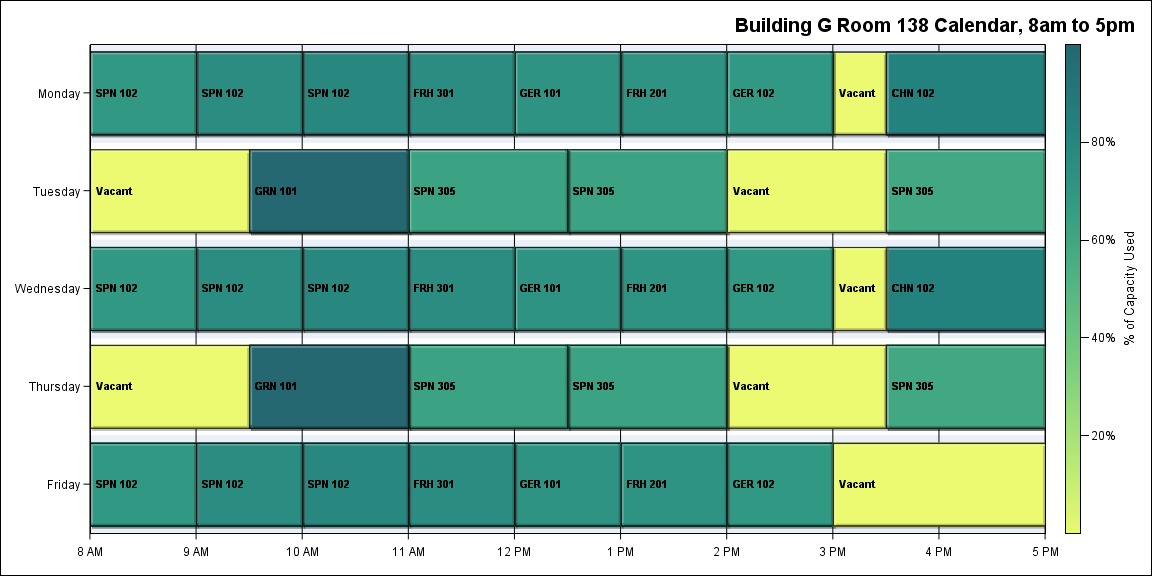 Building G Room 138 Calendar, 8am to 5pm
Monday
SPN 102
SPN 102
SPN 102
FRH 301
GER 101
FRH 201
GER 102
Vacant
CHN 102
Tuesday
Vacant
GRN 101
SPN 305
SPN 305
Vacant
SPN 305
Wednesday
SPN 102
SPN 102
SPN 102
FRH 301
GER 101
FRH 201
GER 102
Vacant
CHN 102
Thursday
Vacant
GRN 101
SPN 305
SPN 305
Vacant
SPN 305
Friday
SPN 102
SPN 102
SPN 102
FRH 301
GER 101
FRH 201
GER 102
Vacant
8 AM
9 AM
10 AM
11 AM
12 PM
1 PM
2 PM
3 PM
4 PM
5 PM
80%
60%
40%
20%
% of Capacity Used